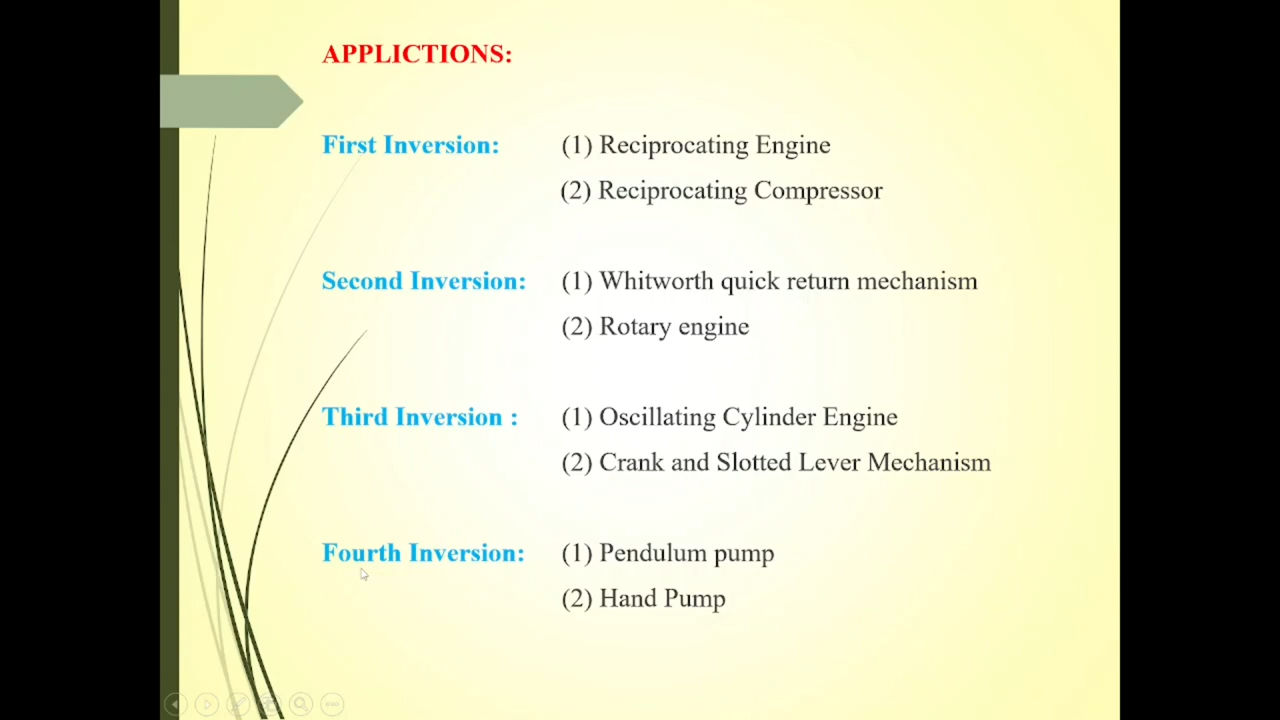 APPLICTIONS:
First Inversion: (1) Reciprocating Engine
(2) Reciprocating Compressor
Second Inversion: (1) Whitworth quick return mechanism
(2) Rotary engine
Third Inversion : (1) Oscillating Cylinder Engine
(2) Crank and Slotted Lever Mechanism
Fourth Inversion: (1) Pendulum pump
(2) Hand Pump